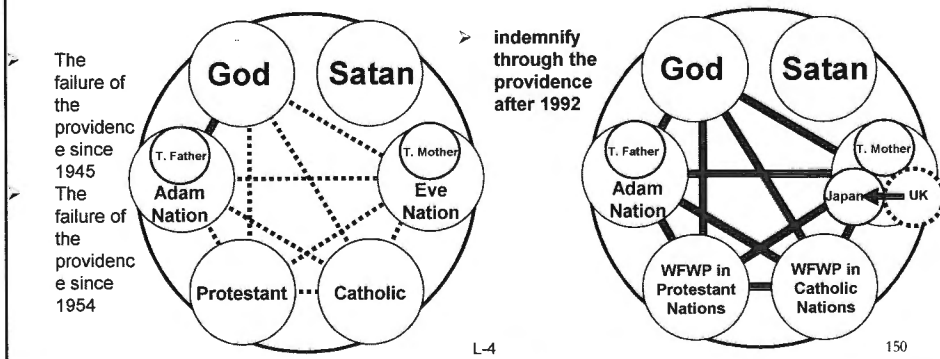 The
failure of
the
providenc
e since
1945
The
failure of
the
providenc
e since
1954
God
Satan
T. Father
T. Mother
Adam
Nation
Eve
Nation
Protestant
Catholic
indemnify
through the
providence
after 1992
God
Satan
T. Father
T. Mother
Adam
Nation
Japan
UK
WFWP in
Protestant
Nations
WFWP in
Catholic
Nations
L-4
150